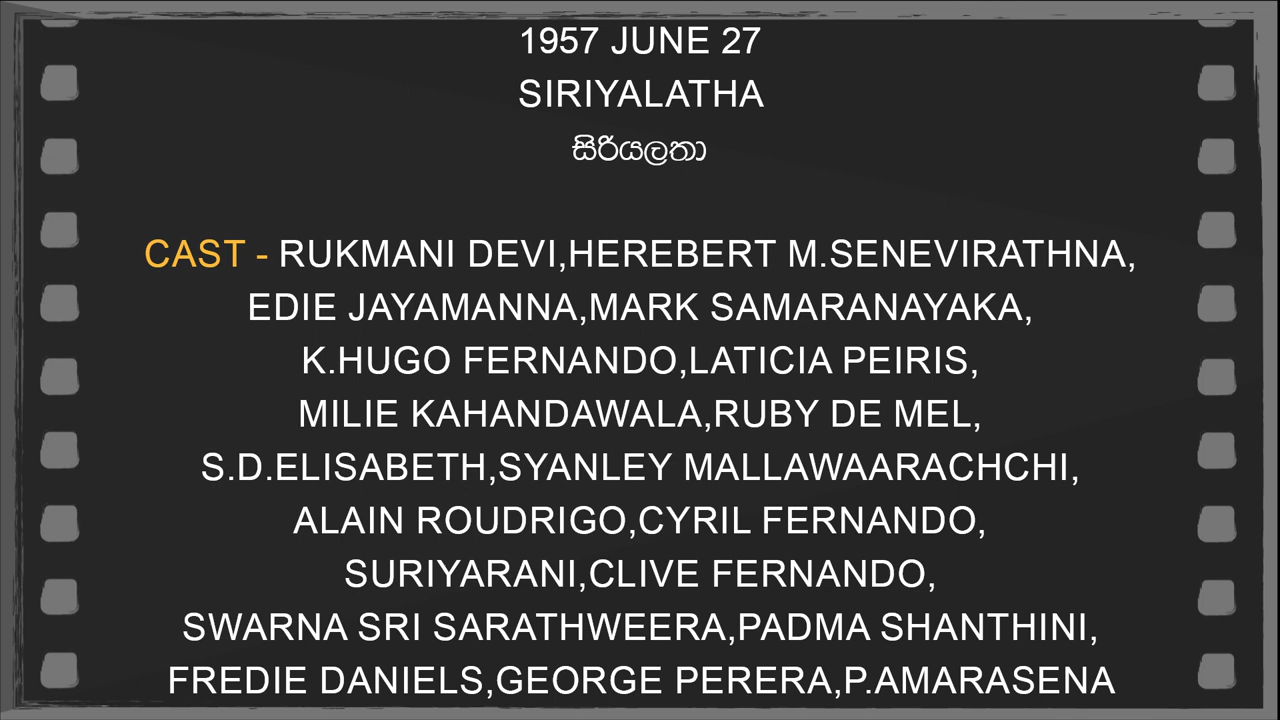 1957 JUNE 27
SIRIYALATHA
සිරියලතා
CAST - RUKMANI DEVI,HEREBERT M.SENEVIRATHNA,
EDIE JAYAMANNA,MARK SAMARANAYAKA,
K.HUGO FERNANDO,LATICIA PEIRIS,
MILIE KAHANDAWALA,RUBY DE MEL,
S.D.ELISABETH,SYANLEY MALLAWAARACHCHI,
ALAIN ROUDRIGO,CYRIL FERNANDO,
SURIYARANI,CLIVE FERNANDO,
SWARNA SRI SARATHWEERA,PADMA SHANTHINI,
FREDIE DANIELS,GEORGE PERERA,P.AMARASENA